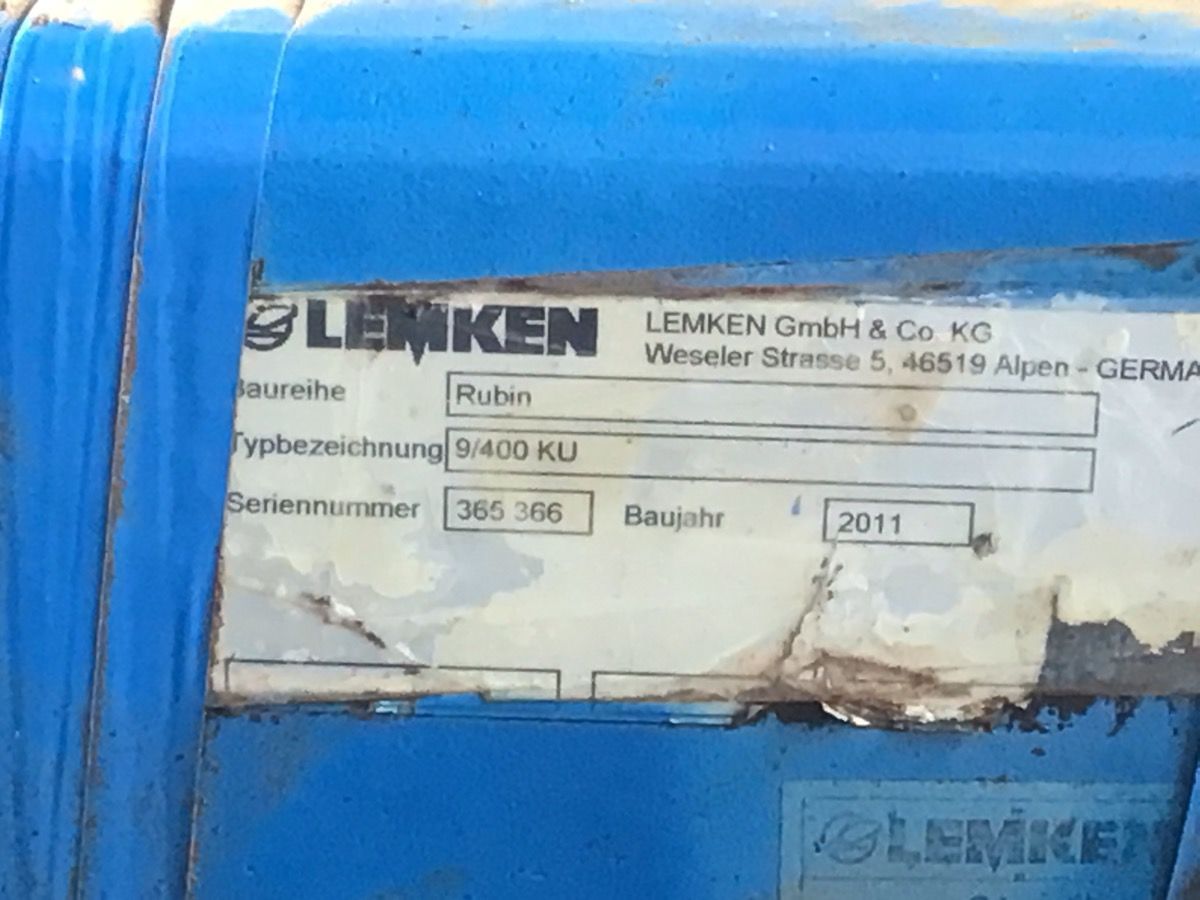 LEMKEN
LEMKEN GmbH & Co. KG
Weseler Strasse 5, 46519 Alpen - GERMA
Baureihe Rubin
Typbezeichnung 9/400 KU
Seriennummer 365 366 Baujahr 2011
LEMKEN